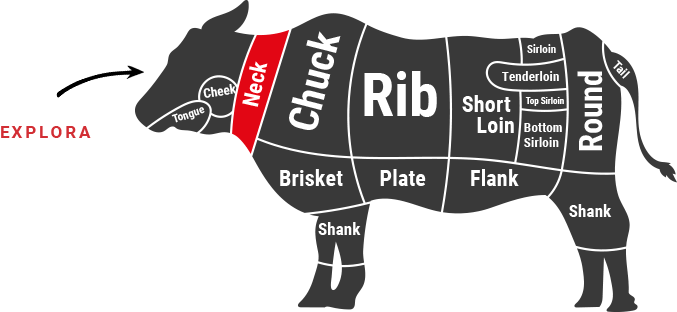 EXPLORA
Cheek
Tongue
Neck
Chuck
Rib
Short
Loin
Sirloin
Tenderloin
Top Sirloin
Bottom
Sirloin
Round
Tail
Brisket
Plate
Flank
Shank
Shank